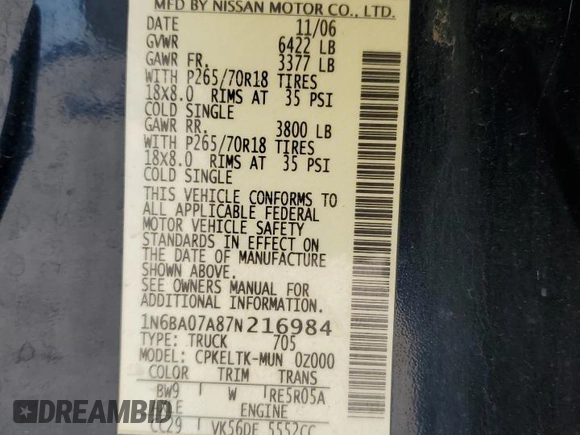 MFD BY NISSAN MOTOR CO., LTD.
DATE 11/06
GVWR 6422 LB
GAWR FR. 3377 LB
WITH P265/70R18 TIRES
18X8.0 RIMS AT 35 PSI
COLD SINGLE
GAWR RR. 3800 LB
WITH P265/70R18 TIRES
18X8.0 RIMS AT 35 PSI
COLD SINGLE
THIS VEHICLE CONFORMS TO
ALL APPLICABLE FEDERAL
MOTOR VEHICLE SAFETY
STANDARDS IN EFFECT ON
THE DATE OF MANUFACTURE
SHOWN ABOVE.
SEE OWNERS MANUAL FOR
ADDITIONAL INFORMATION.
1N6BA07A87N216984
TYPE: TRUCK 705
MODEL: CPKELTK-MUN 0Z000
COLOR TRIM TRANS
BW9 W RE5R05A
ENGINE
CC29 VK56DE 5552CC
DREAMBID